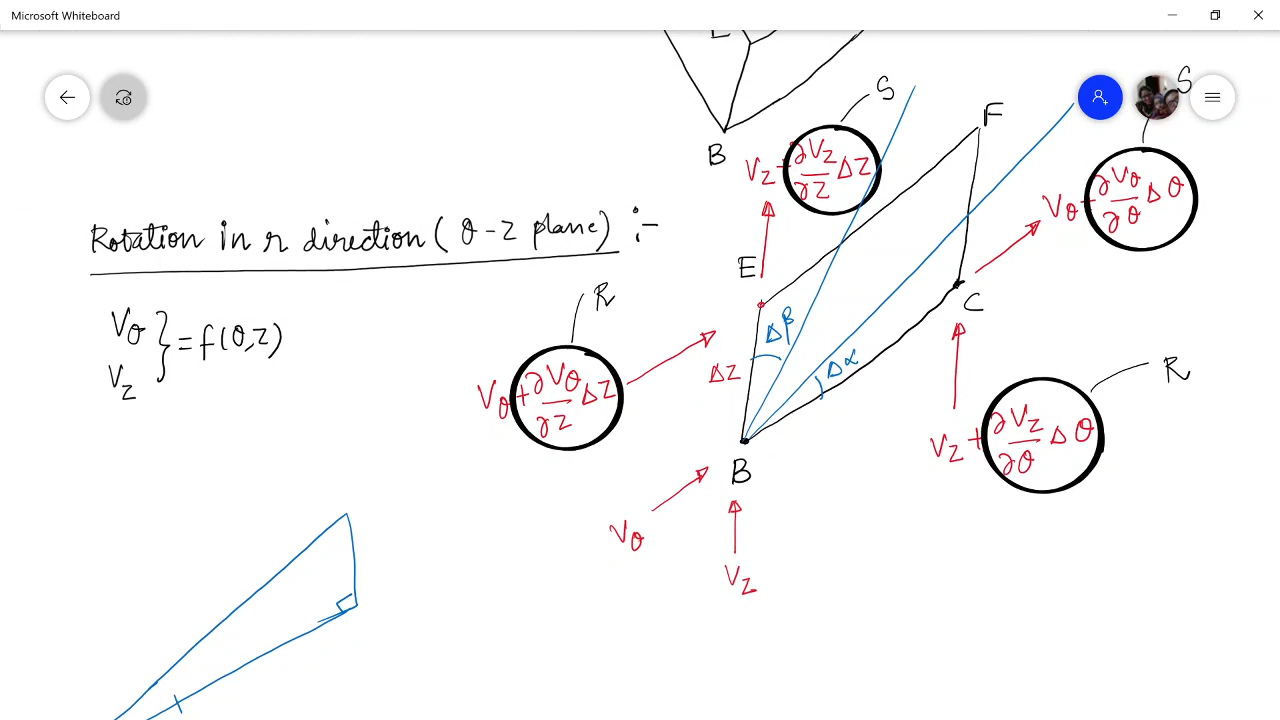 Microsoft Whiteboard
E
B
S
S
F
Vz + ∂Vz/∂z Δz
Vθ + ∂Vθ/∂θ Δθ
Rotation in r direction (θ-z plane) :-
E
C
R
Vθ
Vz
} = f(θ,z)
Δβ
Δα
Δz
R
Vθ + ∂Vθ/∂z Δz
Vz + ∂Vz/∂θ Δθ
B
Vθ
Vz